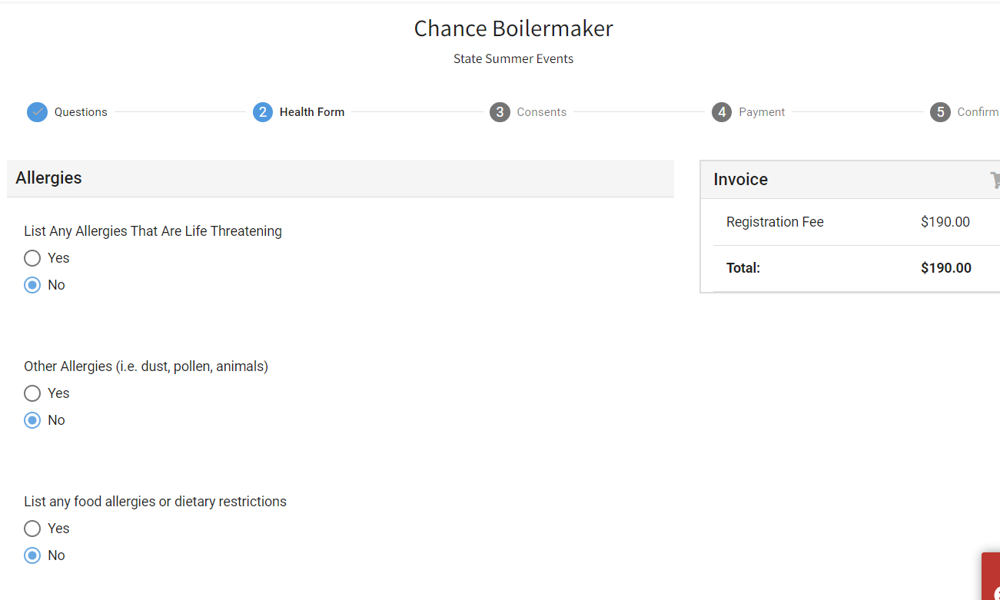 Chance Boilermaker
State Summer Events
Questions
2 Health Form
3 Consents
4 Payment
5 Confirm
Allergies
List Any Allergies That Are Life Threatening
Yes
No
Other Allergies (i.e. dust, pollen, animals)
Yes
No
List any food allergies or dietary restrictions
Yes
No
Invoice
Registration Fee $190.00
Total: $190.00